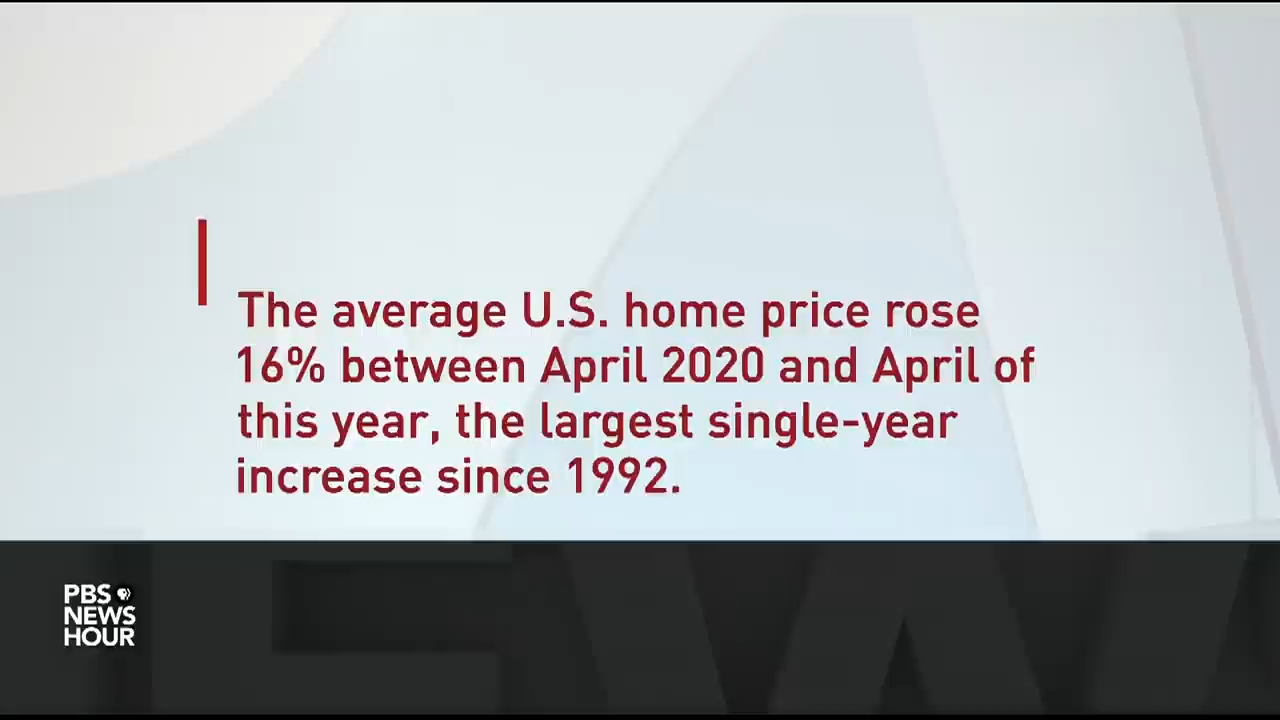 The average U.S. home price rose
16% between April 2020 and April of
this year, the largest single-year
increase since 1992.
PBS
NEWS
HOUR